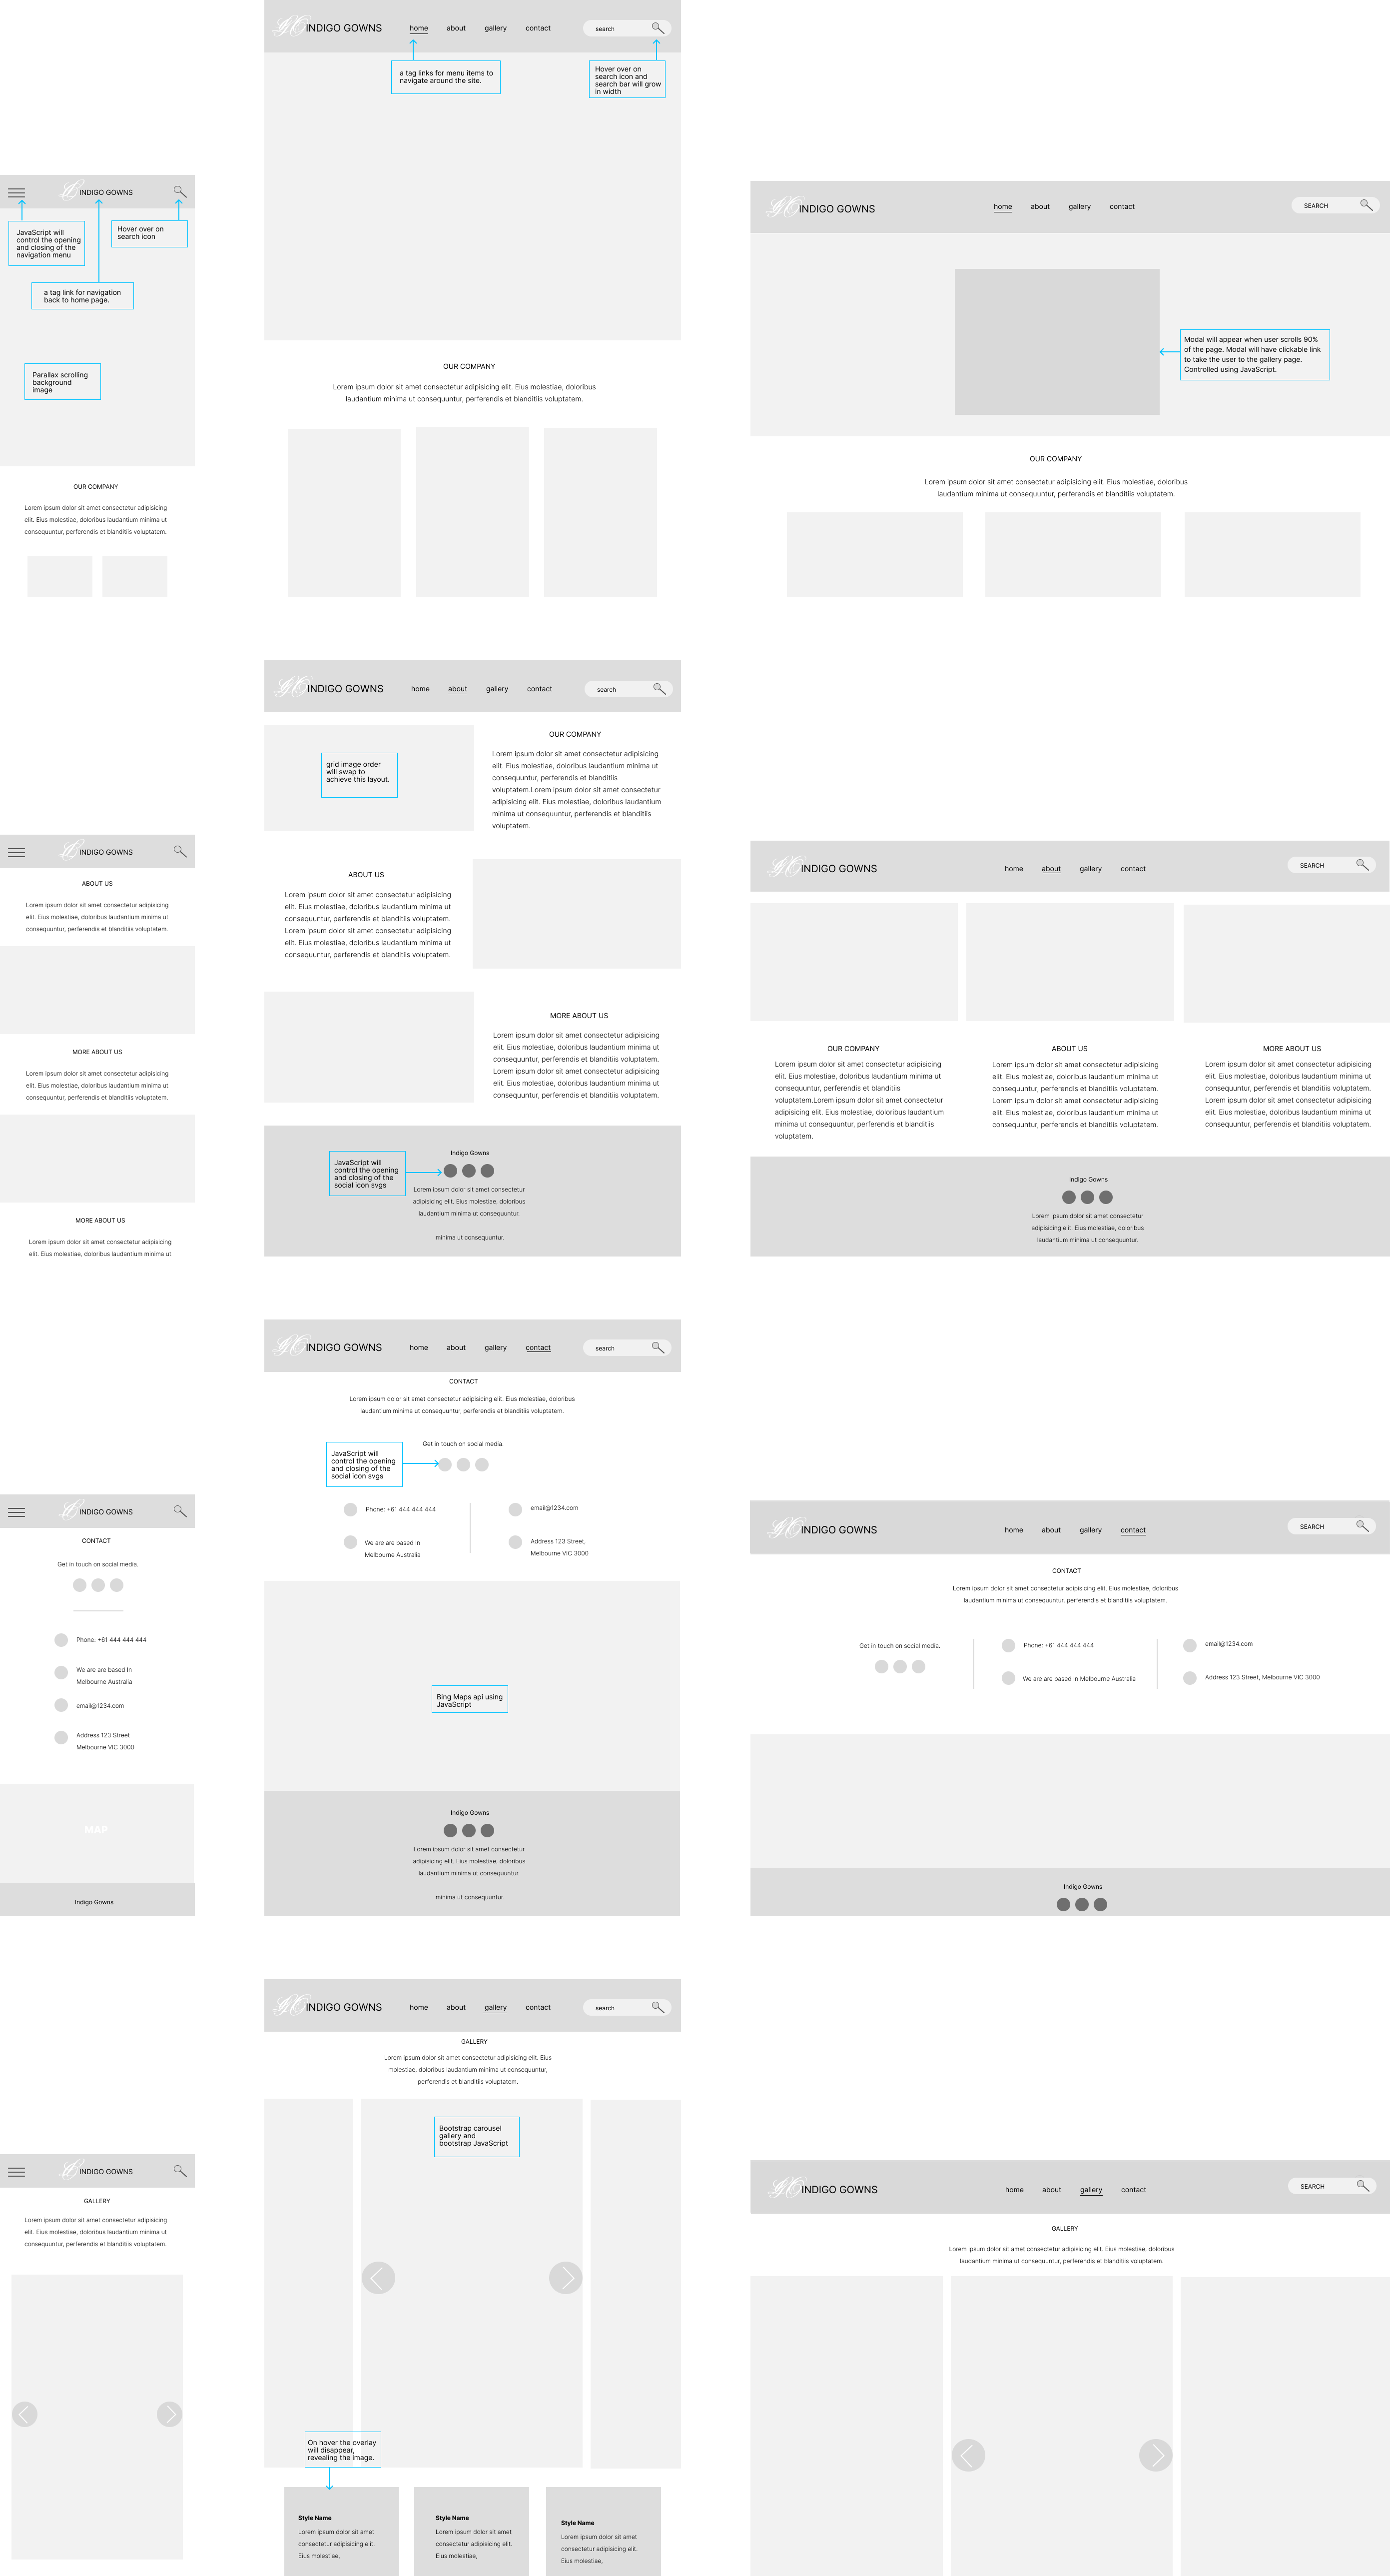 INDIGO GOWNS
home
about
gallery
contact
search
a tag links for menu items to
navigate around the site.
Hover over on
search icon and
search bar will grow
in width
OUR COMPANY
Lorem ipsum dolor sit amet consectetur adipisicing elit. Eius molestiae, doloribus
laudantium minima ut consequuntur, perferendis et blanditiis voluptatem.
INDIGO GOWNS
JavaScript will
control the opening
and closing of the
navigation menu
Hover over on
search icon
a tag link for navigation
back to home page.
Parallax scrolling
background
image
OUR COMPANY
Lorem ipsum dolor sit amet consectetur adipisicing
elit. Eius molestiae, doloribus laudantium minima ut
consequuntur, perferendis et blanditiis voluptatem.
INDIGO GOWNS
home
about
gallery
contact
SEARCH
Modal will appear when user scrolls 90%
of the page. Modal will have clickable link
to take the user to the gallery page.
Controlled using JavaScript.
OUR COMPANY
Lorem ipsum dolor sit amet consectetur adipisicing elit. Eius molestiae, doloribus
laudantium minima ut consequuntur, perferendis et blanditiis voluptatem.
INDIGO GOWNS
home
about
gallery
contact
search
grid image order
will swap to
achieve this layout.
OUR COMPANY
Lorem ipsum dolor sit amet consectetur adipisicing
elit. Eius molestiae, doloribus laudantium minima ut
consequuntur, perferendis et blanditiis
voluptatem.Lorem ipsum dolor sit amet consectetur
adipisicing elit. Eius molestiae, doloribus laudantium
minima ut consequuntur, perferendis et blanditiis
voluptatem.
ABOUT US
Lorem ipsum dolor sit amet consectetur adipisicing
elit. Eius molestiae, doloribus laudantium minima ut
consequuntur, perferendis et blanditiis voluptatem.
Lorem ipsum dolor sit amet consectetur adipisicing
elit. Eius molestiae, doloribus laudantium minima ut
consequuntur, perferendis et blanditiis voluptatem.
MORE ABOUT US
Lorem ipsum dolor sit amet consectetur adipisicing
elit. Eius molestiae, doloribus laudantium minima ut
consequuntur, perferendis et blanditiis voluptatem.
Lorem ipsum dolor sit amet consectetur adipisicing
elit. Eius molestiae, doloribus laudantium minima ut
consequuntur, perferendis et blanditiis voluptatem.
Indigo Gowns
JavaScript will
control the opening
and closing of the
social icon svgs
Lorem ipsum dolor sit amet consectetur
adipisicing elit. Eius molestiae, doloribus
laudantium minima ut consequuntur.
minima ut consequuntur.
INDIGO GOWNS
ABOUT US
Lorem ipsum dolor sit amet consectetur adipisicing
elit. Eius molestiae, doloribus laudantium minima ut
consequuntur, perferendis et blanditiis voluptatem.
MORE ABOUT US
Lorem ipsum dolor sit amet consectetur adipisicing
elit. Eius molestiae, doloribus laudantium minima ut
consequuntur, perferendis et blanditiis voluptatem.
MORE ABOUT US
Lorem ipsum dolor sit amet consectetur adipisicing
elit. Eius molestiae, doloribus laudantium minima ut
INDIGO GOWNS
home
about
gallery
contact
SEARCH
OUR COMPANY
Lorem ipsum dolor sit amet consectetur adipisicing
elit. Eius molestiae, doloribus laudantium minima ut
consequuntur, perferendis et blanditiis
voluptatem.Lorem ipsum dolor sit amet consectetur
adipisicing elit. Eius molestiae, doloribus laudantium
minima ut consequuntur, perferendis et blanditiis
voluptatem.
ABOUT US
Lorem ipsum dolor sit amet consectetur adipisicing
elit. Eius molestiae, doloribus laudantium minima ut
consequuntur, perferendis et blanditiis voluptatem.
Lorem ipsum dolor sit amet consectetur adipisicing
elit. Eius molestiae, doloribus laudantium minima ut
consequuntur, perferendis et blanditiis voluptatem.
MORE ABOUT US
Lorem ipsum dolor sit amet consectetur adipisicing
elit. Eius molestiae, doloribus laudantium minima ut
consequuntur, perferendis et blanditiis voluptatem.
Lorem ipsum dolor sit amet consectetur adipisicing
elit. Eius molestiae, doloribus laudantium minima ut
consequuntur, perferendis et blanditiis voluptatem.
Indigo Gowns
Lorem ipsum dolor sit amet consectetur
adipisicing elit. Eius molestiae, doloribus
laudantium minima ut consequuntur.
INDIGO GOWNS
home
about
gallery
contact
search
CONTACT
Lorem ipsum dolor sit amet consectetur adipisicing elit. Eius molestiae, doloribus
laudantium minima ut consequuntur, perferendis et blanditiis voluptatem.
Get in touch on social media.
JavaScript will
control the opening
and closing of the
social icon svgs
Phone: +61 444 444 444
email@1234.com
We are are based In
Melbourne Australia
Address 123 Street,
Melbourne VIC 3000
Bing Maps api using
JavaScript
Indigo Gowns
Lorem ipsum dolor sit amet consectetur
adipisicing elit. Eius molestiae, doloribus
laudantium minima ut consequuntur.
minima ut consequuntur.
INDIGO GOWNS
CONTACT
Get in touch on social media.
Phone: +61 444 444 444
We are are based In
Melbourne Australia
email@1234.com
Address 123 Street
Melbourne VIC 3000
MAP
Indigo Gowns
INDIGO GOWNS
home
about
gallery
contact
SEARCH
CONTACT
Lorem ipsum dolor sit amet consectetur adipisicing elit. Eius molestiae, doloribus
laudantium minima ut consequuntur, perferendis et blanditiis voluptatem.
Get in touch on social media.
Phone: +61 444 444 444
email@1234.com
We are are based In Melbourne Australia
Address 123 Street, Melbourne VIC 3000
Indigo Gowns
INDIGO GOWNS
home
about
gallery
contact
search
GALLERY
Lorem ipsum dolor sit amet consectetur adipisicing elit. Eius
molestiae, doloribus laudantium minima ut consequuntur,
perferendis et blanditiis voluptatem.
Bootstrap carousel
gallery and
bootstrap JavaScript
On hover the overlay
will disappear,
revealing the image.
Style Name
Lorem ipsum dolor sit amet
consectetur adipisicing elit.
Eius molestiae,
Style Name
Lorem ipsum dolor sit amet
consectetur adipisicing elit.
Eius molestiae,
Style Name
Lorem ipsum dolor sit amet
consectetur adipisicing elit.
Eius molestiae,
INDIGO GOWNS
GALLERY
Lorem ipsum dolor sit amet consectetur adipisicing
elit. Eius molestiae, doloribus laudantium minima ut
consequuntur, perferendis et blanditiis voluptatem.
INDIGO GOWNS
home
about
gallery
contact
SEARCH
GALLERY
Lorem ipsum dolor sit amet consectetur adipisicing elit. Eius molestiae, doloribus
laudantium minima ut consequuntur, perferendis et blanditiis voluptatem.